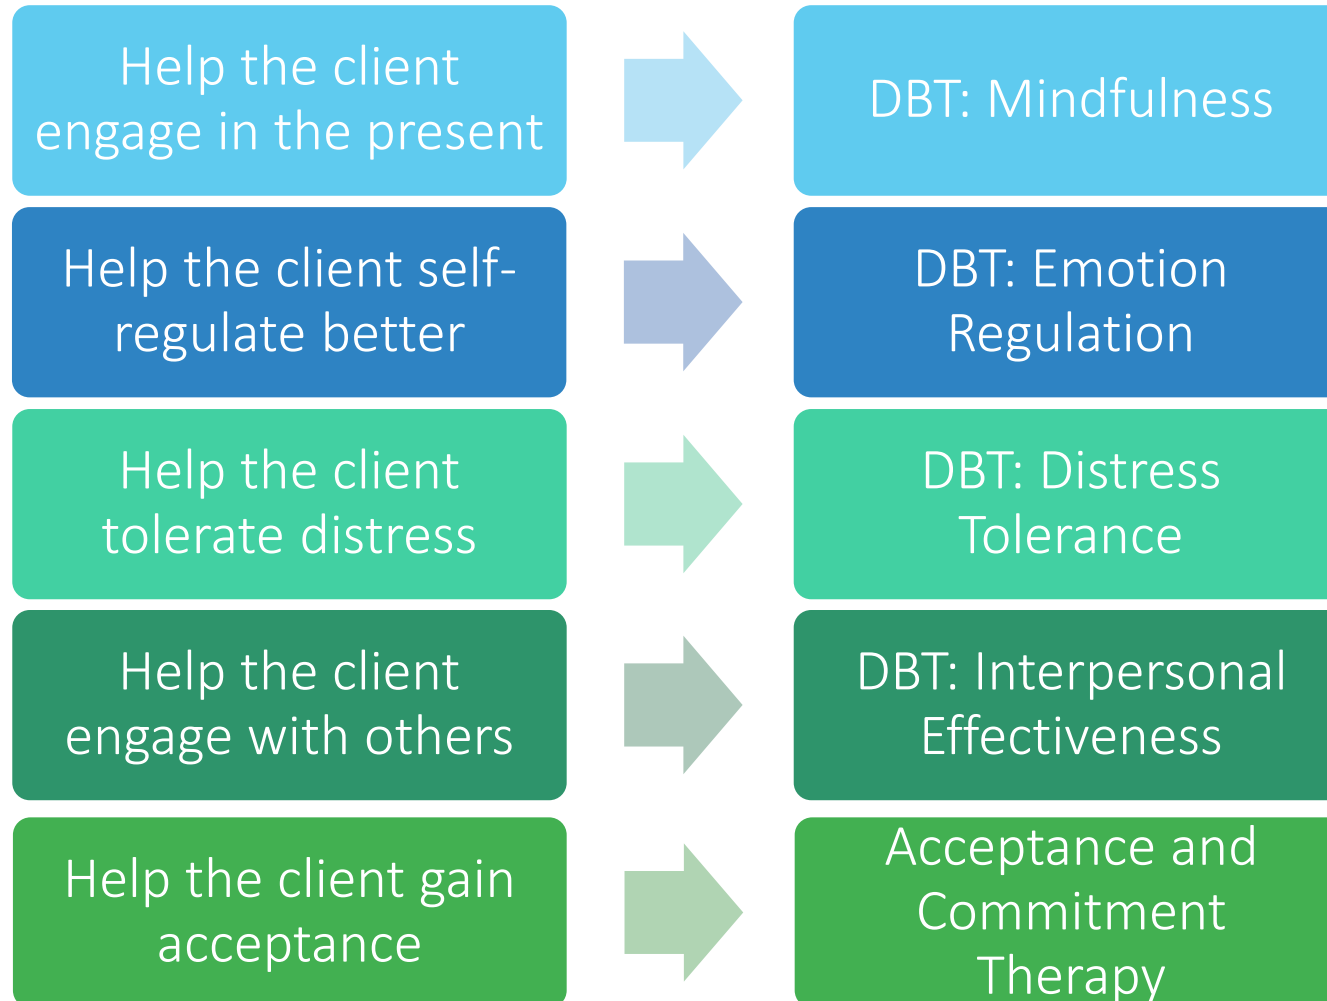 Help the client
engage in the present
DBT: Mindfulness
Help the client self-
regulate better
DBT: Emotion
Regulation
Help the client
tolerate distress
DBT: Distress
Tolerance
Help the client
engage with others
DBT: Interpersonal
Effectiveness
Help the client gain
acceptance
Acceptance and
Commitment
Therapy